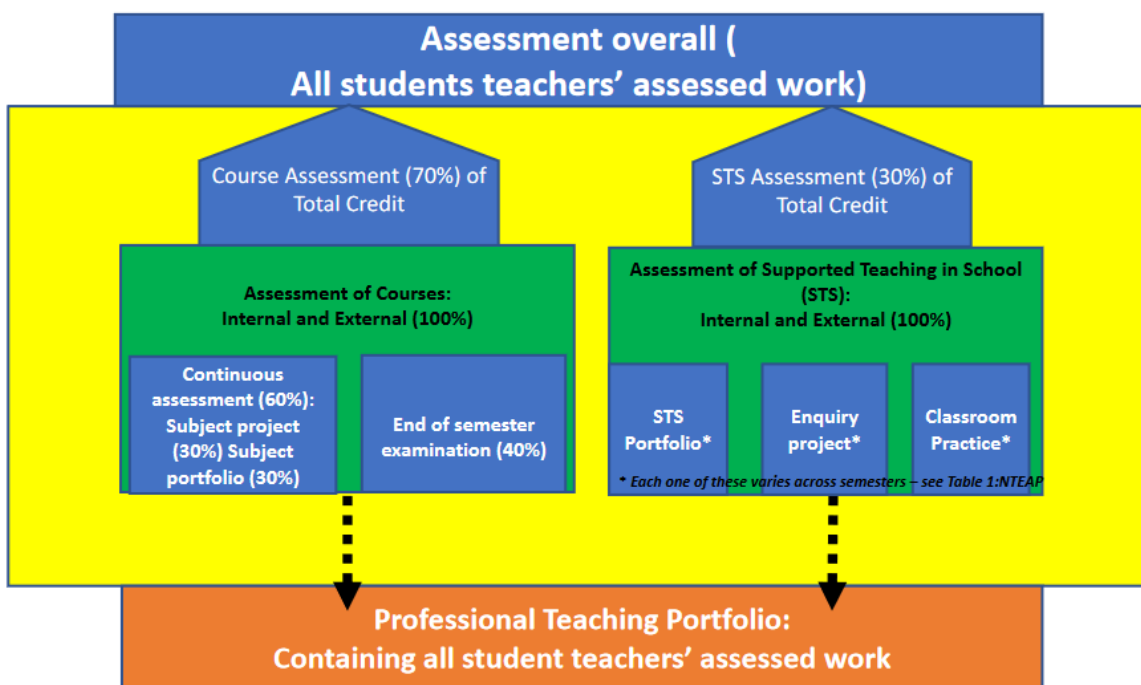 Assessment overall (
All students teachers’ assessed work)
Course Assessment (70%) of
Total Credit
STS Assessment (30%) of
Total Credit
Assessment of Courses:
Internal and External (100%)
Assessment of Supported Teaching in School
(STS):
Internal and External (100%)
Continuous
assessment (60%):
Subject project
(30%) Subject
portfolio (30%)
End of semester
examination (40%)
STS
Portfolio*
Enquiry
project*
Classroom
Practice*
* Each one of these varies across semesters – see Table 1:NTEAP
Professional Teaching Portfolio:
Containing all student teachers’ assessed work